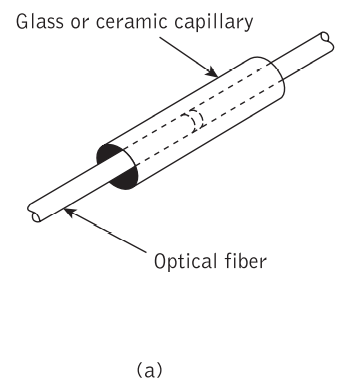 Glass or ceramic capillary
Optical fiber
(a)